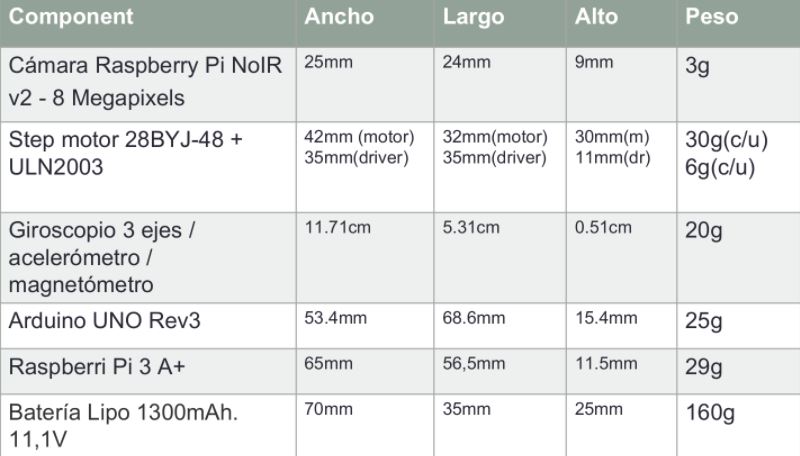 Component Ancho Largo Alto Peso
Cámara Raspberry Pi NoIR 25mm 24mm 9mm 3g
v2 - 8 Megapixels
Step motor 28BYJ-48 + 42mm (motor) 32mm(motor) 30mm(m) 30g(c/u)
ULN2003 35mm(driver) 35mm(driver) 11mm(dr) 6g(c/u)
Giroscopio 3 ejes / 11.71cm 5.31cm 0.51cm 20g
acelerómetro /
magnetómetro
Arduino UNO Rev3 53.4mm 68.6mm 15.4mm 25g
Raspberri Pi 3 A+ 65mm 56,5mm 11.5mm 29g
Batería Lipo 1300mAh. 70mm 35mm 25mm 160g
11,1V